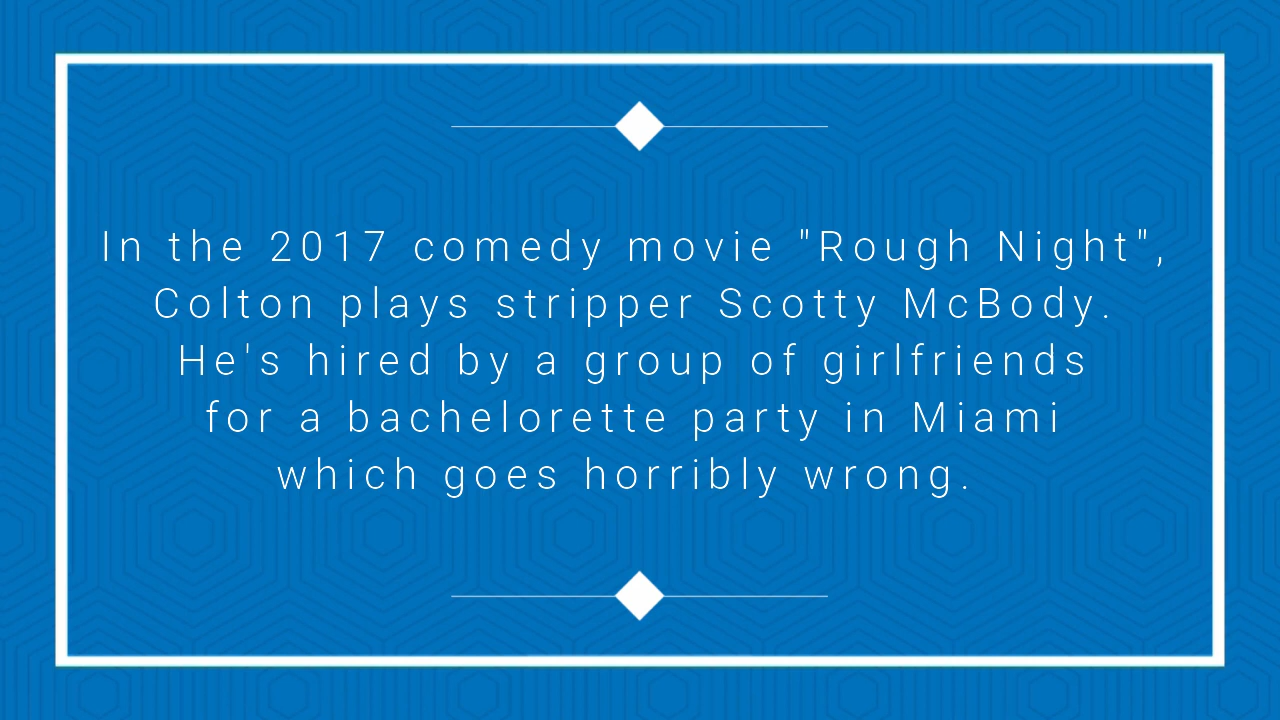 In the 2017 comedy movie "Rough Night",
Colton plays stripper Scotty McBody.
He's hired by a group of girlfriends
for a bachelorette party in Miami
which goes horribly wrong.